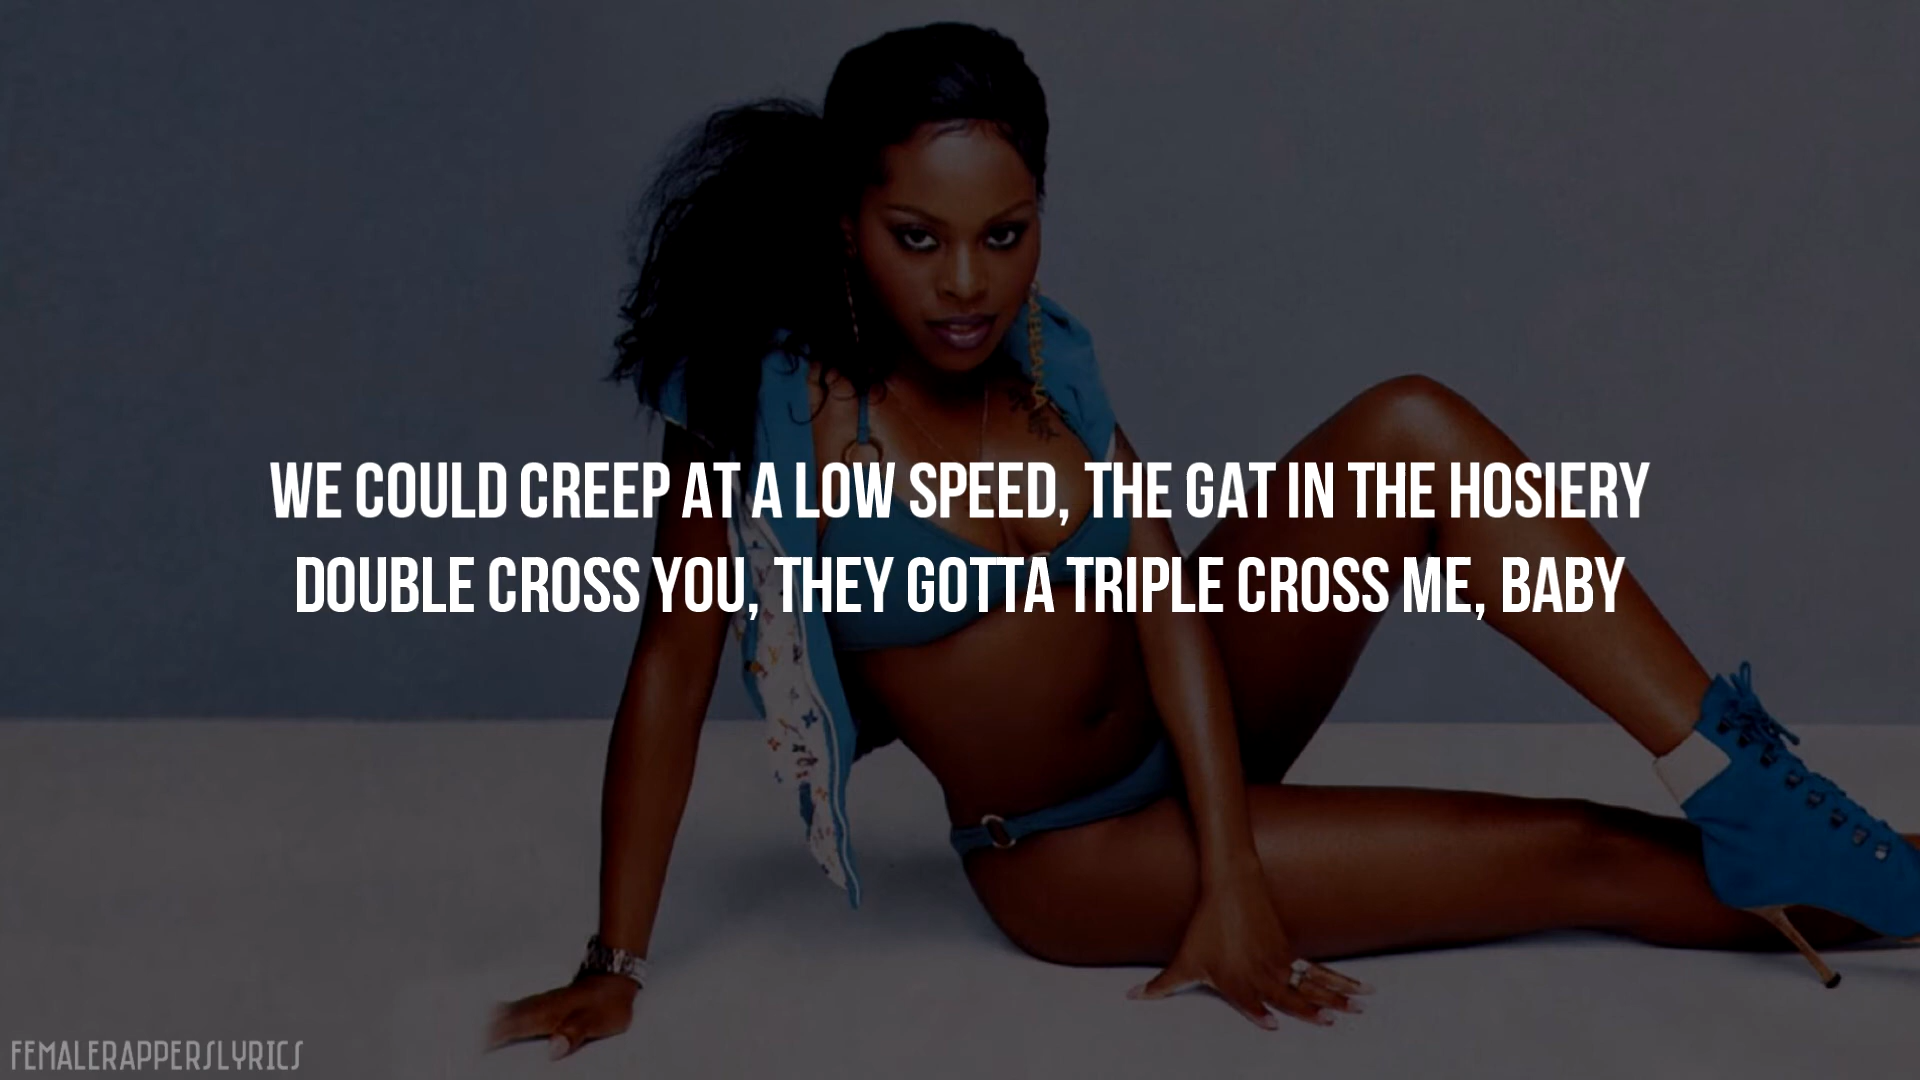 WE COULD CREEP AT A LOW SPEED, THE GAT IN THE HOSIERY
DOUBLE CROSS YOU, THEY GOTTA TRIPLE CROSS ME, BABY
FEMALERAPPERSLYRICS